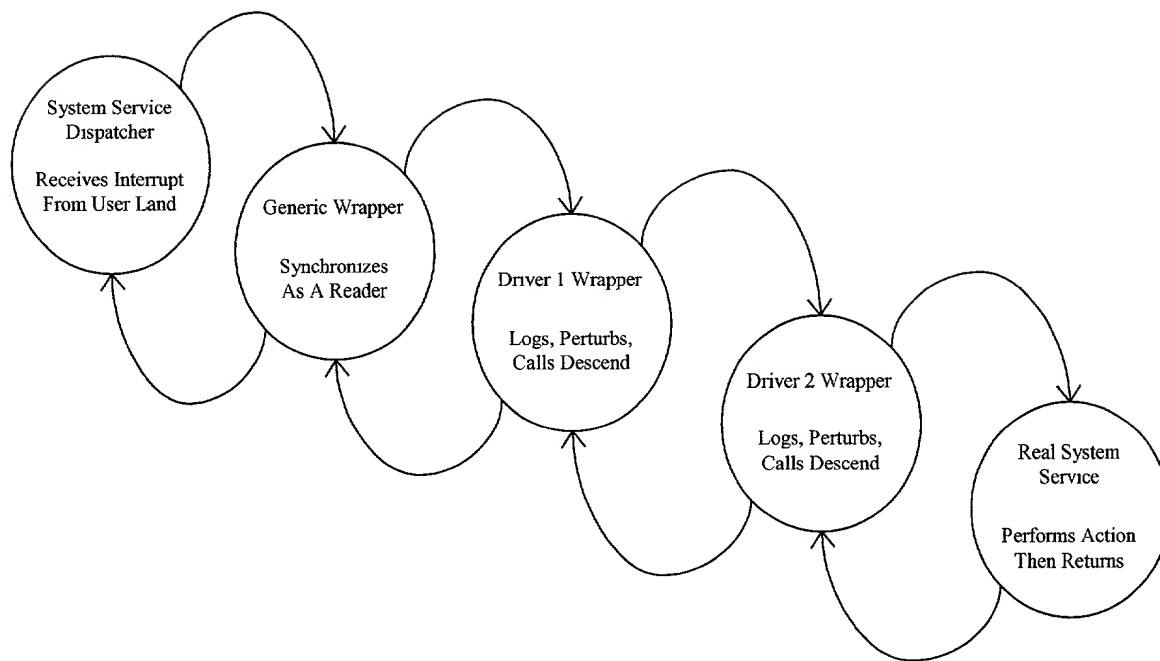 System Service
Dispatcher
Receives Interrupt
From User Land
Generic Wrapper
Synchronizes
As A Reader
Driver 1 Wrapper
Logs, Perturbs,
Calls Descend
Driver 2 Wrapper
Logs, Perturbs,
Calls Descend
Real System
Service
Performs Action
Then Returns